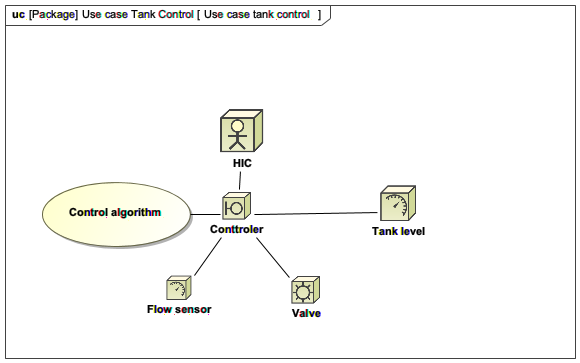 uc [Package] Use case Tank Control [ Use case tank control ]
HIC
Control algorithm
Conttroler
Tank level
Flow sensor
Valve